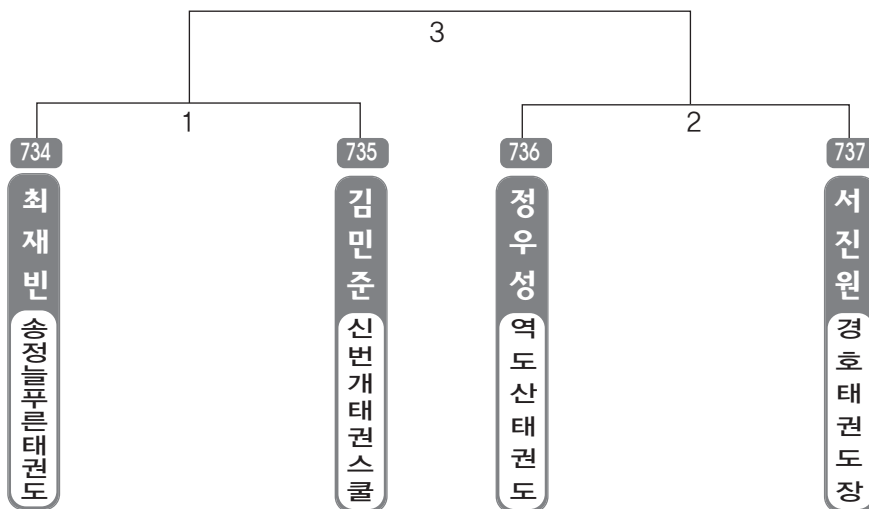 3
1
2
734
최재빈
송정늘푸른태권도
735
김민준
신번개태권스쿨
736
정우성
역도산태권도
737
서진원
경호태권도장